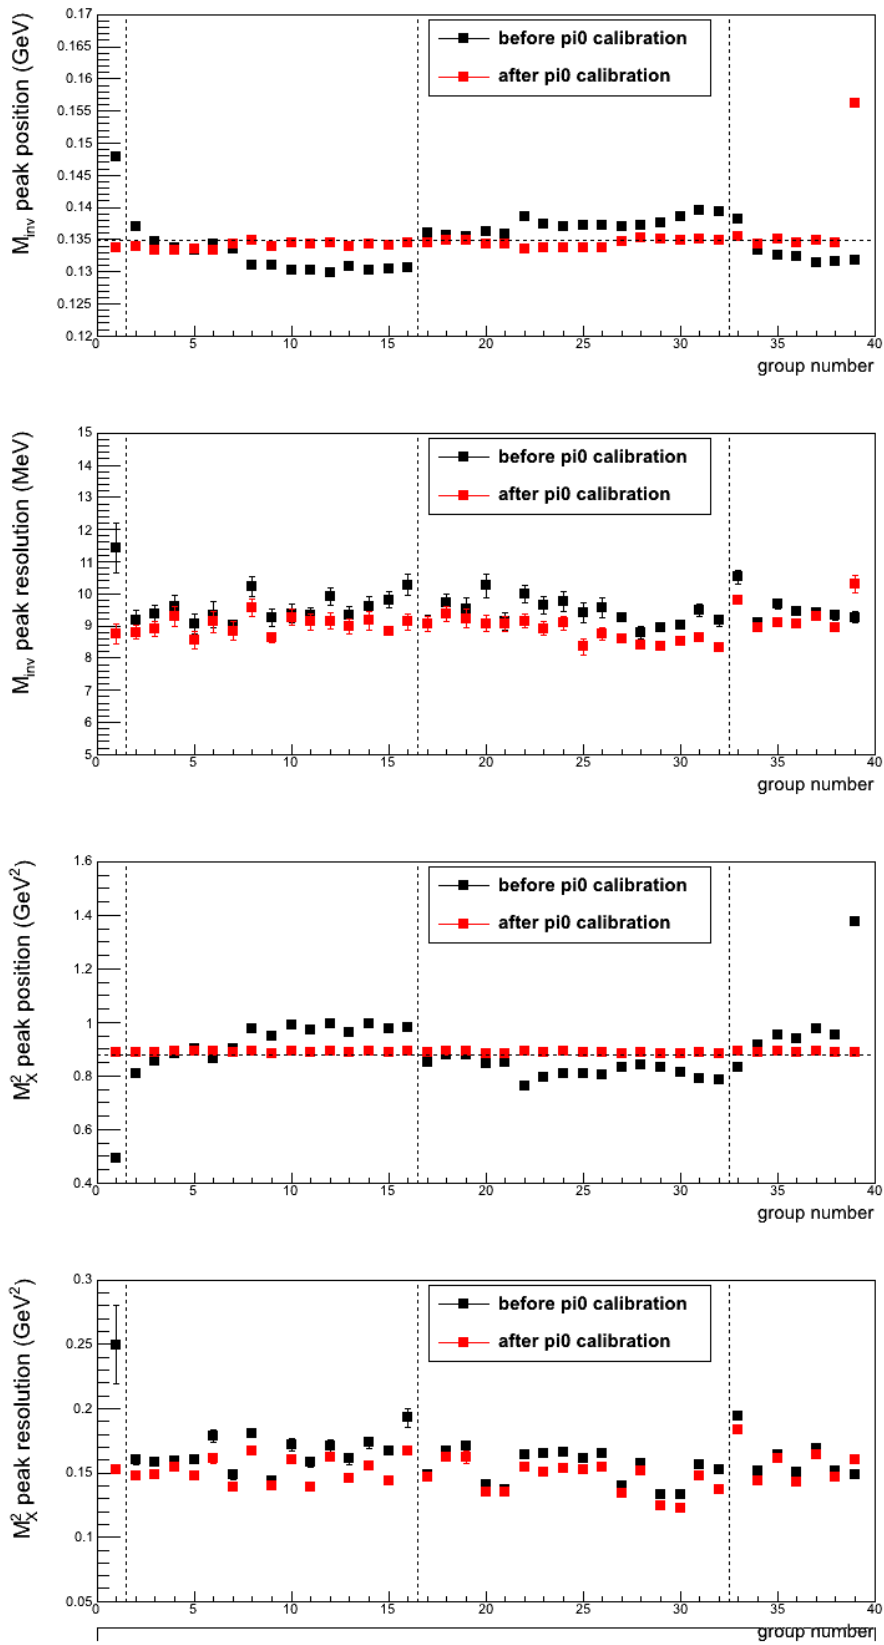 M_inv peak position (GeV)
0.17
0.165
0.16
0.155
0.15
0.145
0.14
0.135
0.13
0.125
0.12
before pi0 calibration
after pi0 calibration
0 5 10 15 20 25 30 35 40
group number
M_inv peak resolution (MeV)
15
14
13
12
11
10
9
8
7
6
5
before pi0 calibration
after pi0 calibration
0 5 10 15 20 25 30 35 40
group number
M_X^2 peak position (GeV^2)
1.6
1.4
1.2
1
0.8
0.6
0.4
before pi0 calibration
after pi0 calibration
0 5 10 15 20 25 30 35 40
group number
M_X^2 peak resolution (GeV^2)
0.3
0.25
0.2
0.15
0.1
0.05
before pi0 calibration
after pi0 calibration
0 5 10 15 20 25 30 35 40
group number